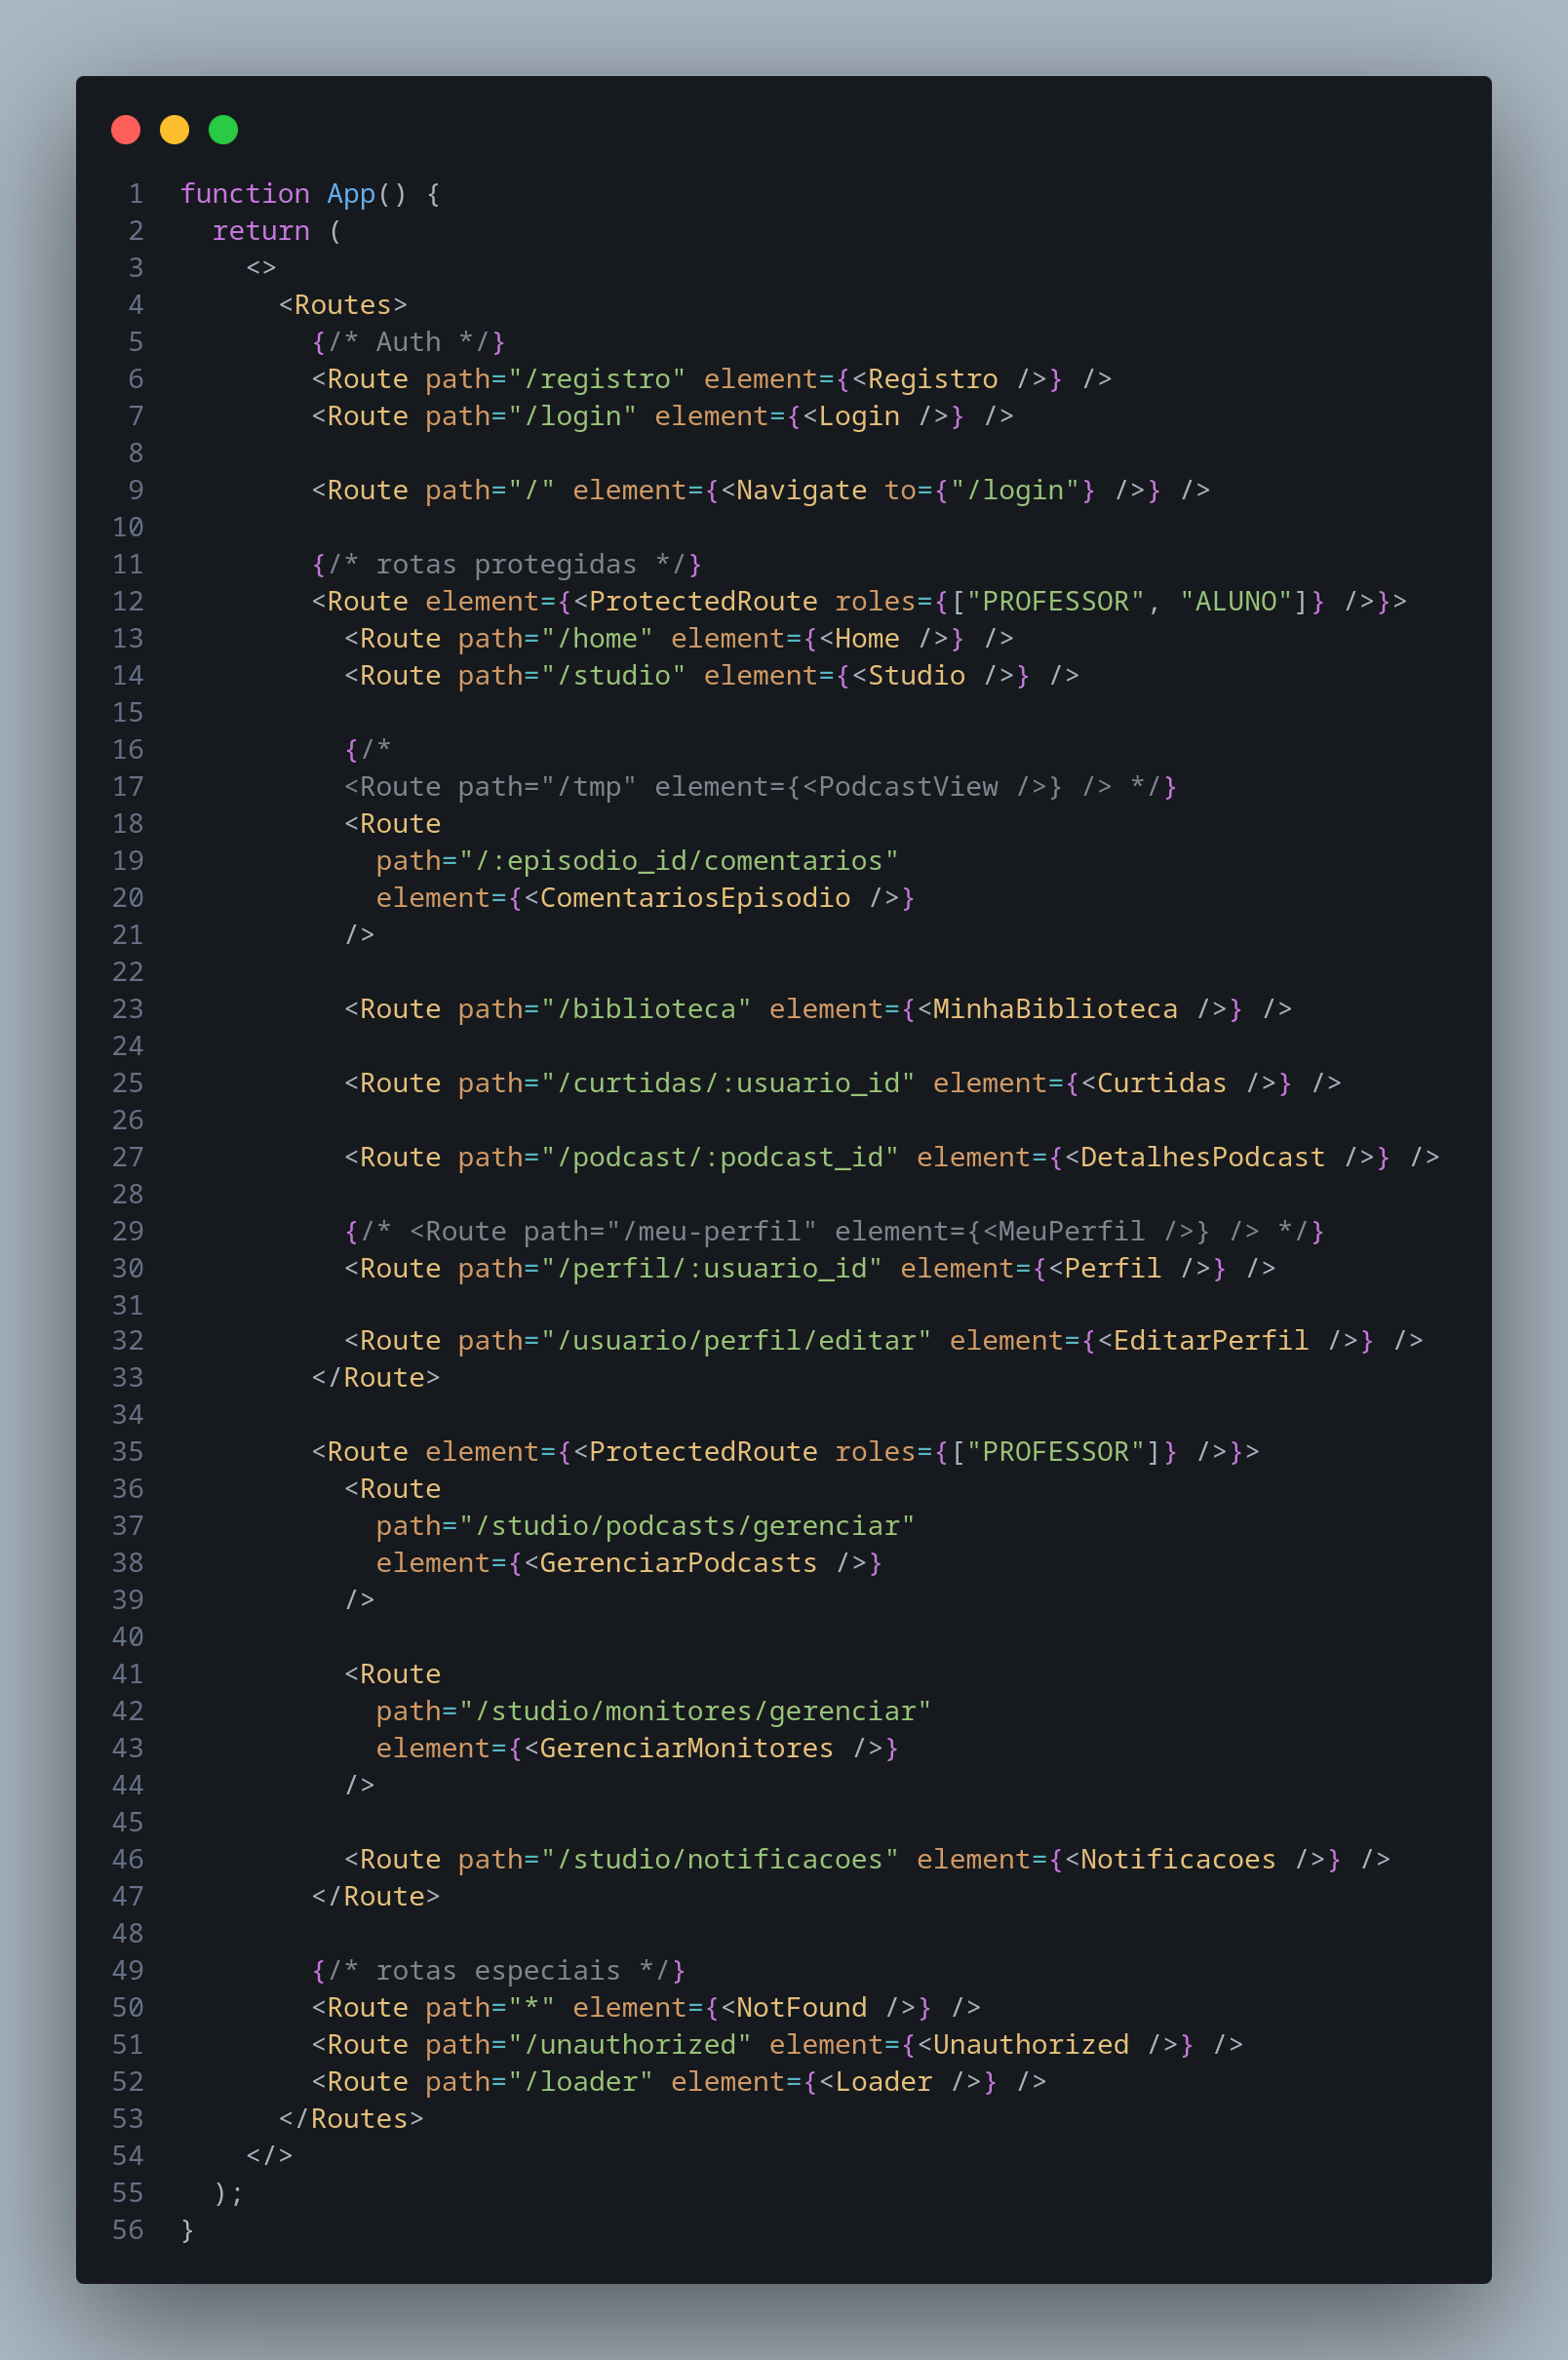 1 function App() {
2 return (
3 <>
4 <Routes>
5 {/* Auth */}
6 <Route path="/registro" element={<Registro />} />
7 <Route path="/login" element={<Login />} />
8
9 <Route path="/" element={<Navigate to={"/login"} />} />
10
11 {/* rotas protegidas */}
12 <Route element={<ProtectedRoute roles={["PROFESSOR", "ALUNO"]} />}>
13 <Route path="/home" element={<Home />} />
14 <Route path="/studio" element={<Studio />} />
15
16 {/*
17 <Route path="/tmp" element={<PodcastView />} /> */}
18 <Route
19 path="/:episodio_id/comentarios"
20 element={<ComentariosEpisodio />}
21 />
22
23 <Route path="/biblioteca" element={<MinhaBiblioteca />} />
24
25 <Route path="/curtidas/:usuario_id" element={<Curtidas />} />
26
27 <Route path="/podcast/:podcast_id" element={<DetalhesPodcast />} />
28
29 {/* <Route path="/meu-perfil" element={<MeuPerfil />} /> */}
30 <Route path="/perfil/:usuario_id" element={<Perfil />} />
31
32 <Route path="/usuario/perfil/editar" element={<EditarPerfil />} />
33 </Route>
34
35 <Route element={<ProtectedRoute roles={["PROFESSOR"]} />}>
36 <Route
37 path="/studio/podcasts/gerenciar"
38 element={<GerenciarPodcasts />}
39 />
40
41 <Route
42 path="/studio/monitores/gerenciar"
43 element={<GerenciarMonitores />}
44 />
45
46 <Route path="/studio/notificacoes" element={<Notificacoes />} />
47 </Route>
48
49 {/* rotas especiais */}
50 <Route path="*" element={<NotFound />} />
51 <Route path="/unauthorized" element={<Unauthorized />} />
52 <Route path="/loader" element={<Loader />} />
53 </Routes>
54 </>
55 );
56 }